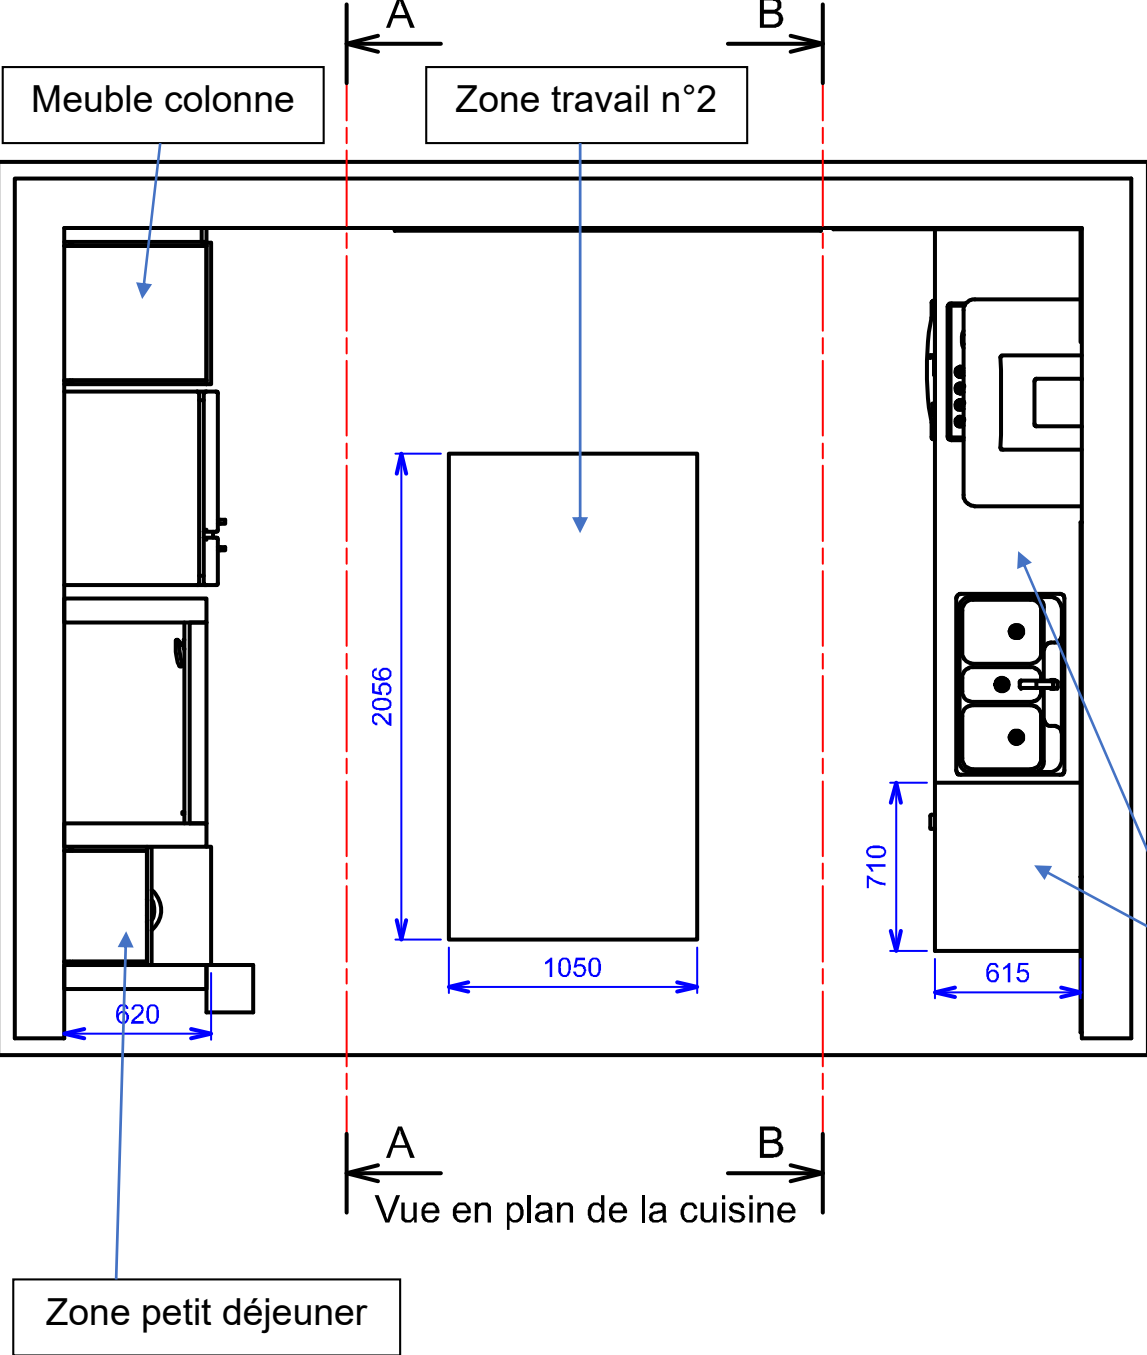 A
B
Meuble colonne
Zone travail n°2
2056
710
1050
615
620
A
B
Vue en plan de la cuisine
Zone petit déjeuner